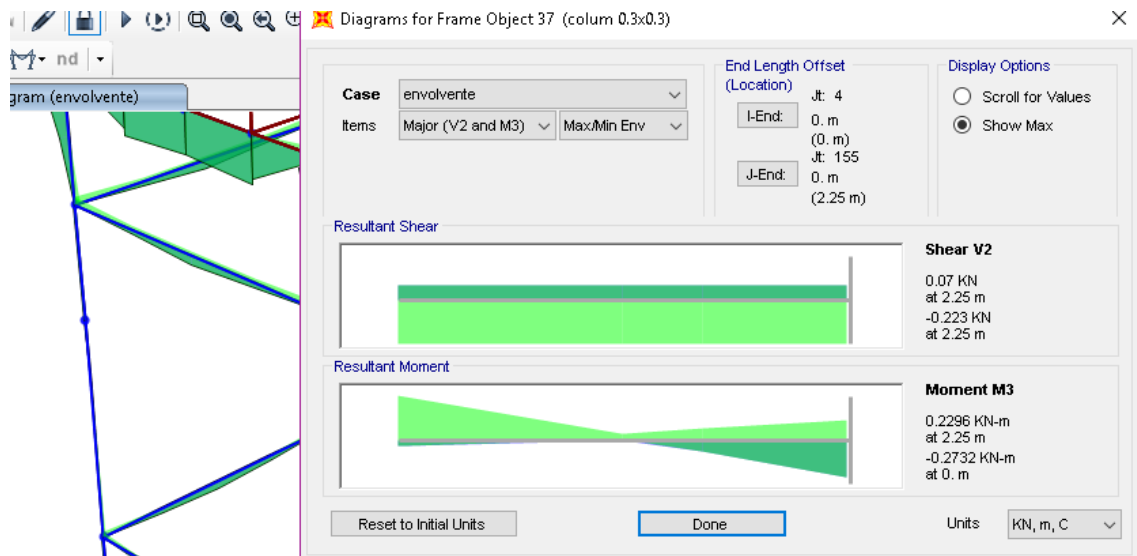 Diagrams for Frame Object 37 (colum 0.3x0.3)
nd
gram (envolvente)
Case
envolvente
Items
Major (V2 and M3)
Max/Min Env
End Length Offset
(Location)
Jt: 4
I-End:
0. m
(0. m)
Jt: 155
J-End:
0. m
(2.25 m)
Display Options
Scroll for Values
Show Max
Resultant Shear
Shear V2
0.07 KN
at 2.25 m
-0.223 KN
at 2.25 m
Resultant Moment
Moment M3
0.2296 KN-m
at 2.25 m
-0.2732 KN-m
at 0. m
Reset to Initial Units
Done
Units
KN, m, C